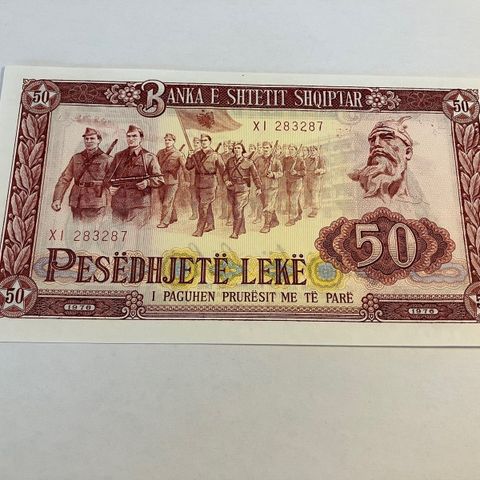 50 BANKA E SHTETIT SHQIPTAR 50
XI 283287
XI 283287
50
PESËDHJETË LEKË
I PAGUHEN PRURËSIT ME TË PARË
50
1976 1976